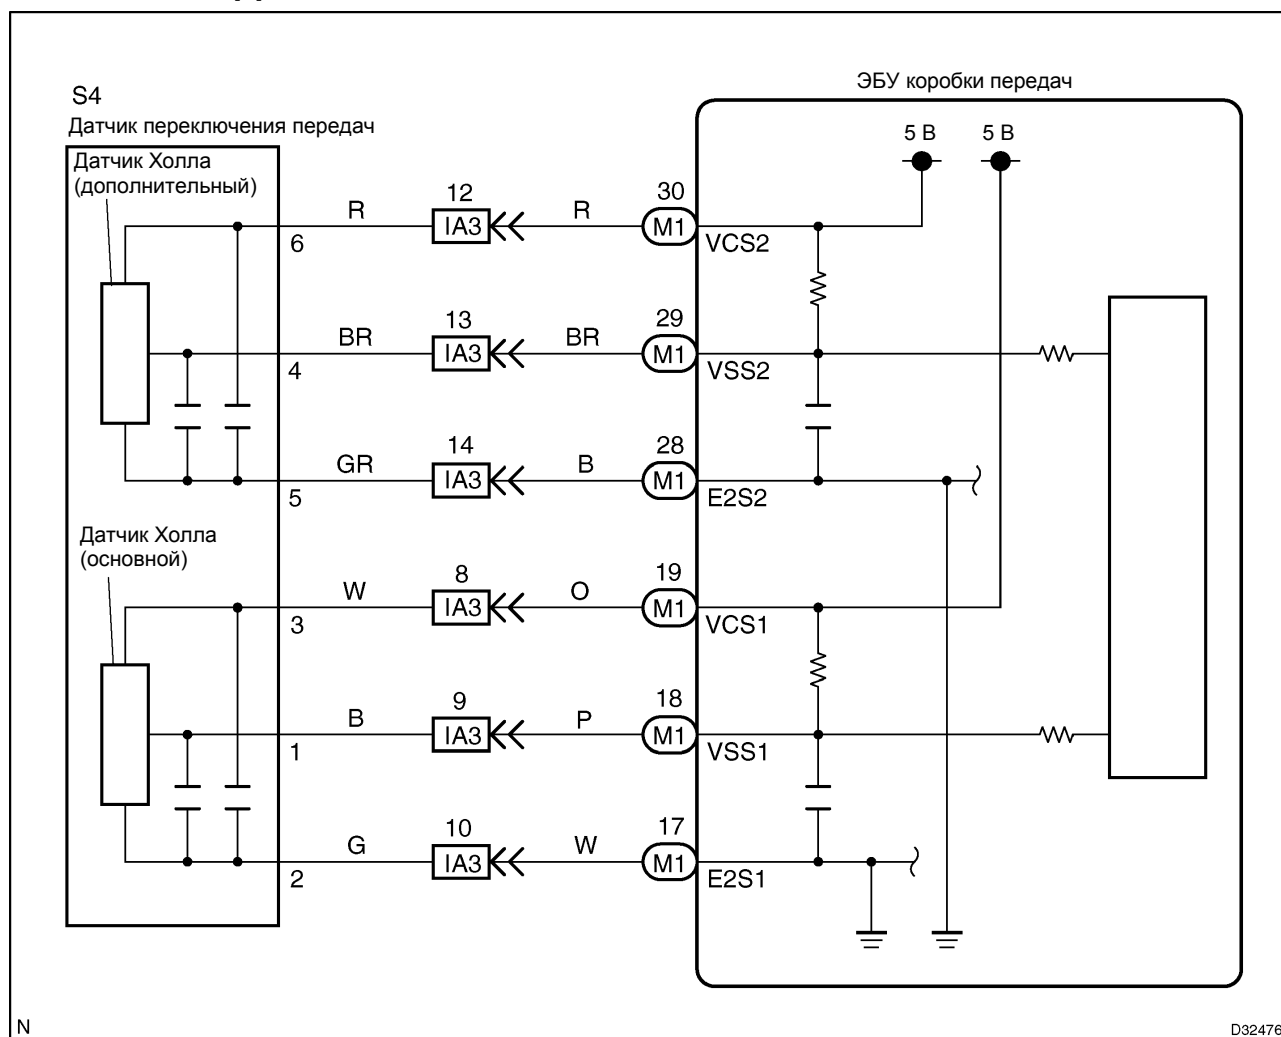 S4
Датчик переключения передач
ЭБУ коробки передач
Датчик Холла
(дополнительный)
5 В 5 В
R 12 IA3 R 30 M1
6 VCS2
BR 13 IA3 BR 29 M1
4 VSS2
GR 14 IA3 B 28 M1
5 E2S2
Датчик Холла
(основной)
W 8 IA3 O 19 M1
3 VCS1
B 9 IA3 P 18 M1
1 VSS1
G 10 IA3 W 17 M1
2 E2S1
N
D32476